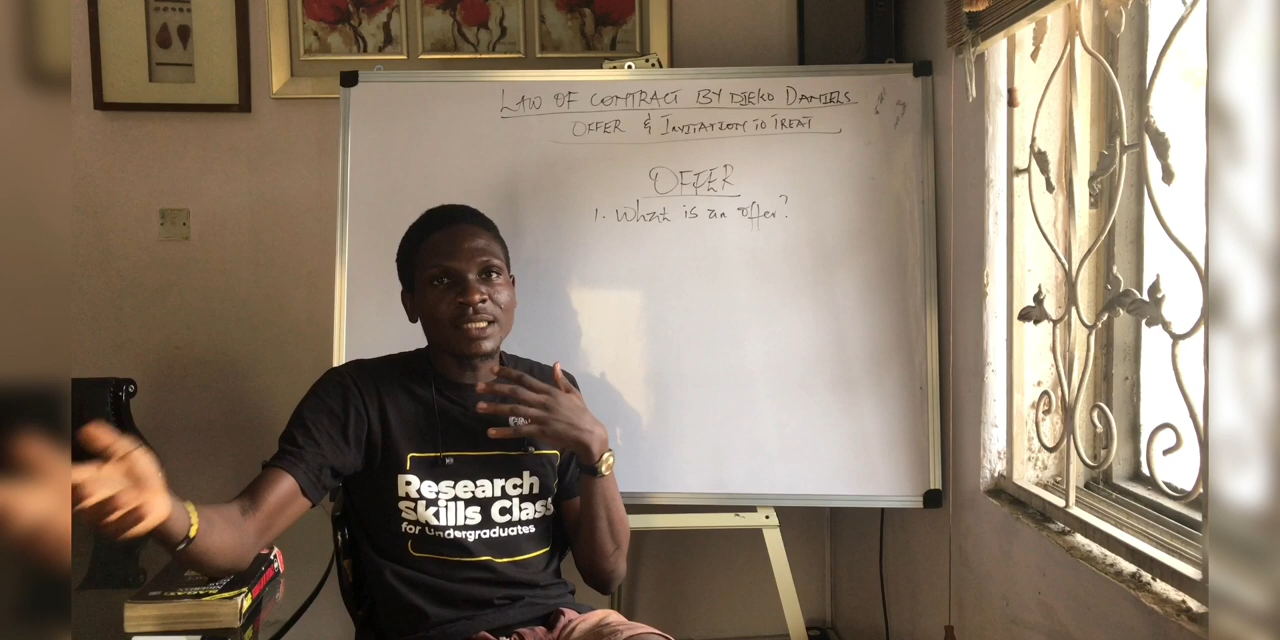 LAW OF CONTRACT BY DJEKO DANIELS
OFFER & INVITATION TO TREAT
OFFER
1. What is an offer?
Research
Skills Class
for Undergraduates